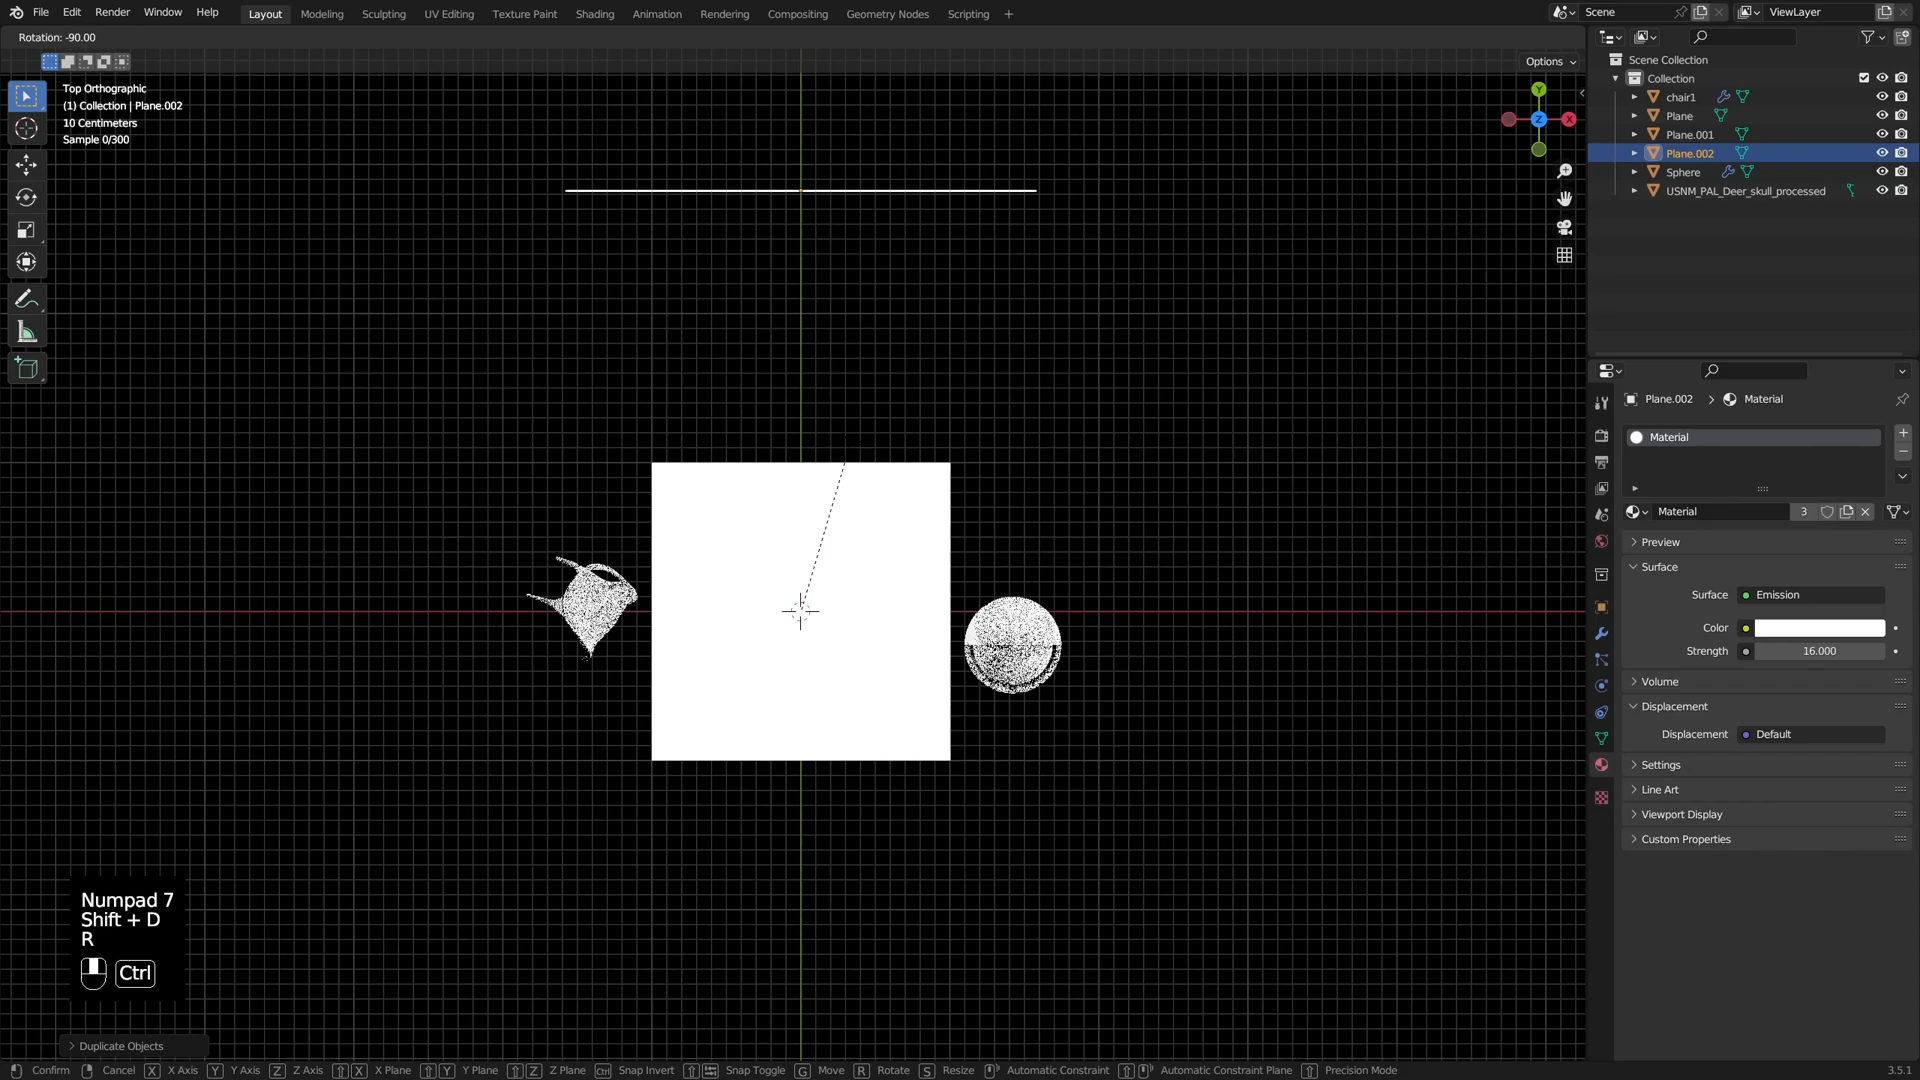 File Edit Render Window Help Layout Modeling Sculpting UV Editing Texture Paint Shading Animation Rendering Compositing Geometry Nodes Scripting + Scene ViewLayer
Rotation: -90.00
Options
Top Orthographic
(1) Collection | Plane.002
10 Centimeters
Sample 0/300
Y
Z
X
Scene Collection
Collection
chair1
Plane
Plane.001
Plane.002
Sphere
USNM_PAL_Deer_skull_processed
Plane.002 > Material
Material
Material 3
Preview
Surface
Surface Emission
Color
Strength 16.000
Volume
Displacement
Displacement Default
Settings
Line Art
Viewport Display
Custom Properties
Numpad 7
Shift + D
R
Ctrl
> Duplicate Objects
Confirm Cancel X X Axis Y Y Axis Z Z Axis X X Plane Y Y Plane Z Z Plane Ctrl Snap Invert Snap Toggle G Move R Rotate S Resize Automatic Constraint Automatic Constraint Plane Precision Mode 3.5.1